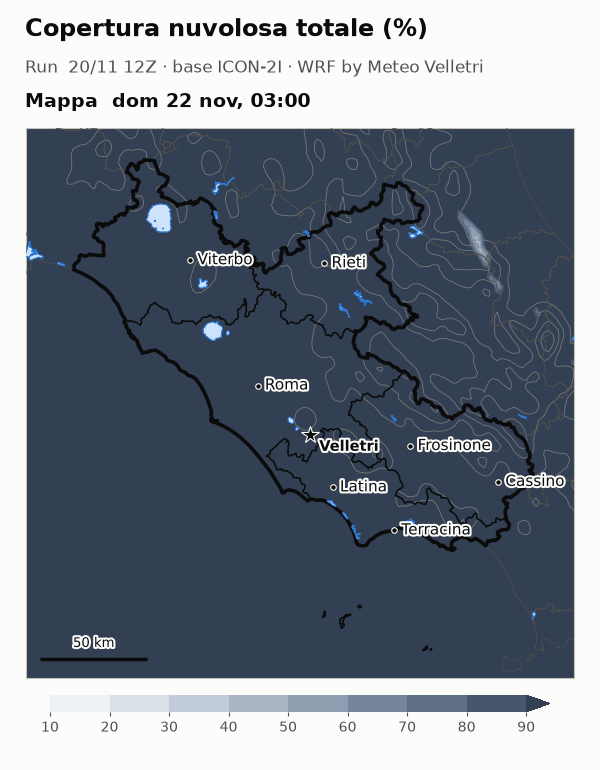 Copertura nuvolosa totale (%)
Run  20/11 12Z · base ICON-2I · WRF by Meteo Velletri
Mappa  dom 22 nov, 03:00
Viterbo
Rieti
Roma
Velletri
Frosinone
Cassino
Latina
Terracina
50 km
10 20 30 40 50 60 70 80 90